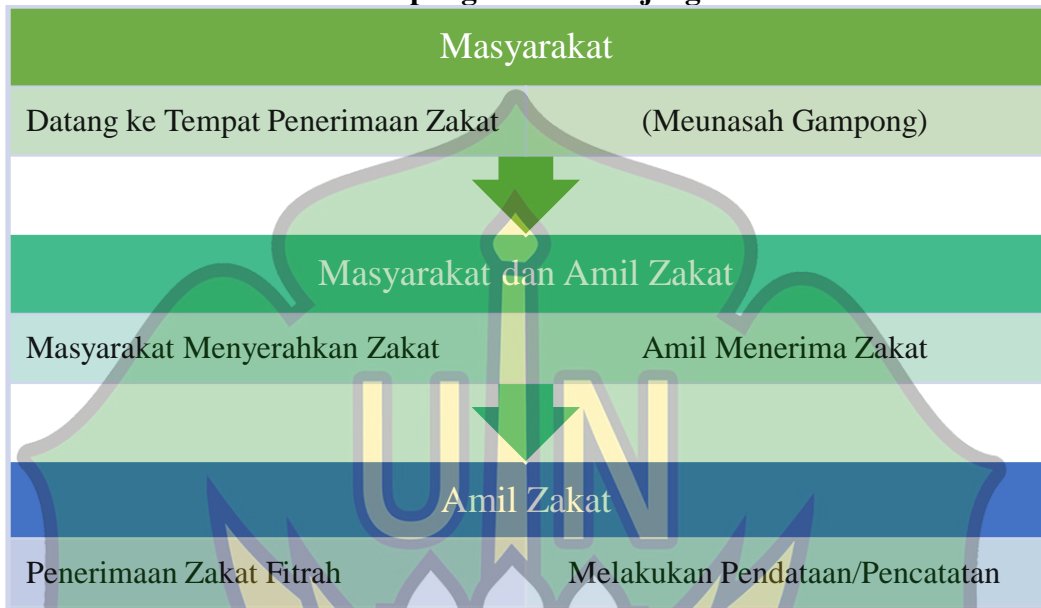 Masyarakat
Datang ke Tempat Penerimaan Zakat (Meunasah Gampong)
Masyarakat dan Amil Zakat
Masyarakat Menyerahkan Zakat Amil Menerima Zakat
UIN
Amil Zakat
Penerimaan Zakat Fitrah Melakukan Pendataan/Pencatatan